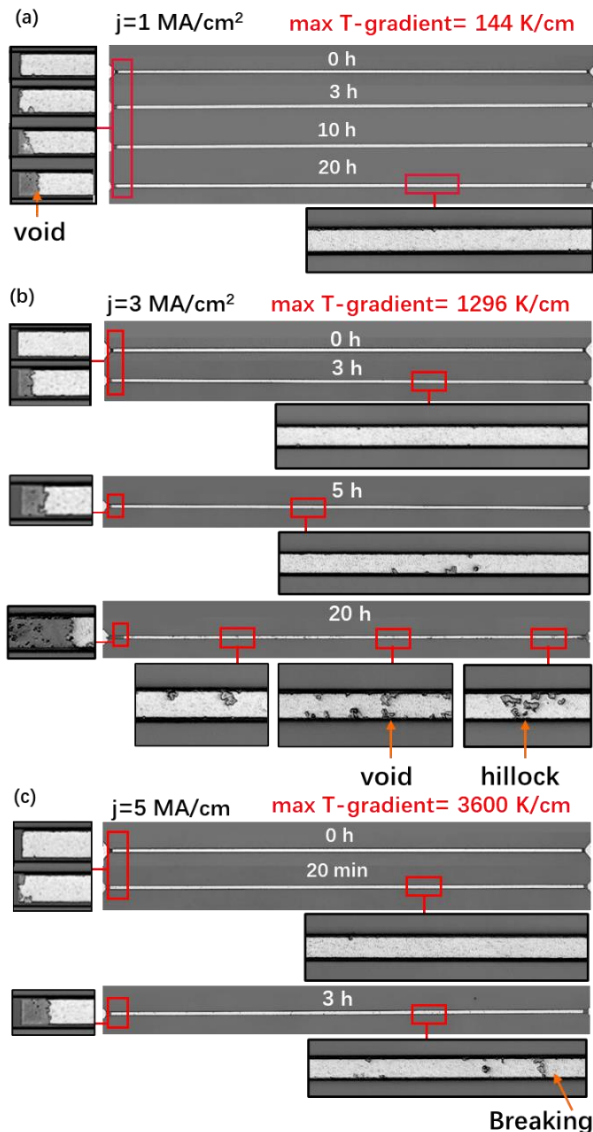 (a) j=1 MA/cm² max T-gradient= 144 K/cm
0 h
3 h
10 h
20 h
void
(b) j=3 MA/cm² max T-gradient= 1296 K/cm
0 h
3 h
5 h
20 h
void hillock
(c) j=5 MA/cm max T-gradient= 3600 K/cm
0 h
20 min
3 h
Breaking